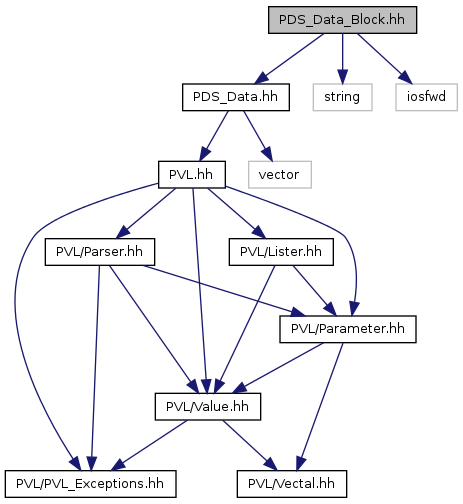 PDS_Data_Block.hh
PDS_Data.hh
string
iosfwd
PVL.hh
vector
PVL/Parser.hh
PVL/Lister.hh
PVL/Parameter.hh
PVL/Value.hh
PVL/PVL_Exceptions.hh
PVL/Vectal.hh